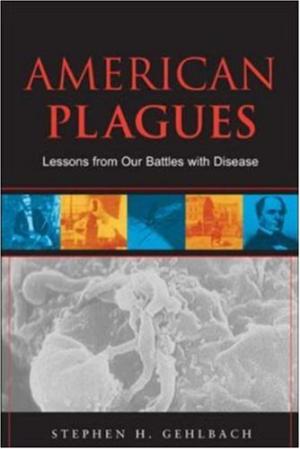 AMERICAN
PLAGUES
Lessons from Our Battles with Disease
STEPHEN H. GEHLBACH